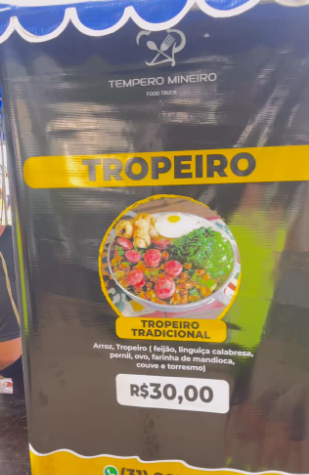 TEMPERO MINEIRO
FOOD TRUCK
TROPEIRO
TROPEIRO
TRADICIONAL
Arroz, Tropeiro ( feijão, linguiça calabresa,
pernil, ovo, farinha de mandioca,
couve e torresmo)
R$30,00
(31)